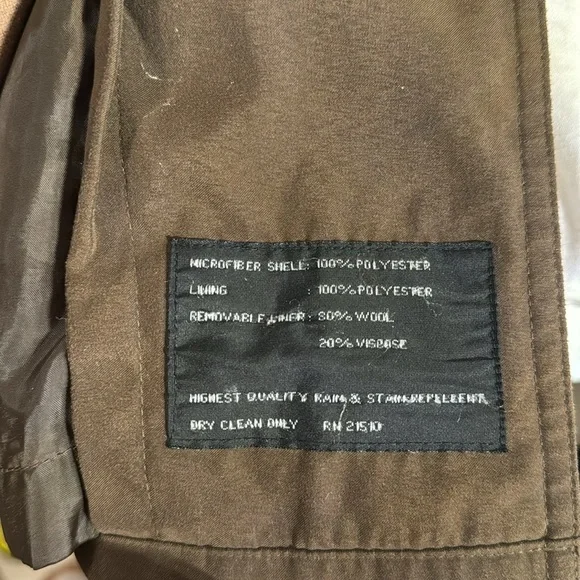 MICROFIBER SHELL: 100% POLYESTER
LINING : 100% POLYESTER
REMOVABLE LINER: 80% WOOL
20% VISCOSE
HIGHEST QUALITY RAIN & STAIN REPELLENT
DRY CLEAN ONLY RN 21510